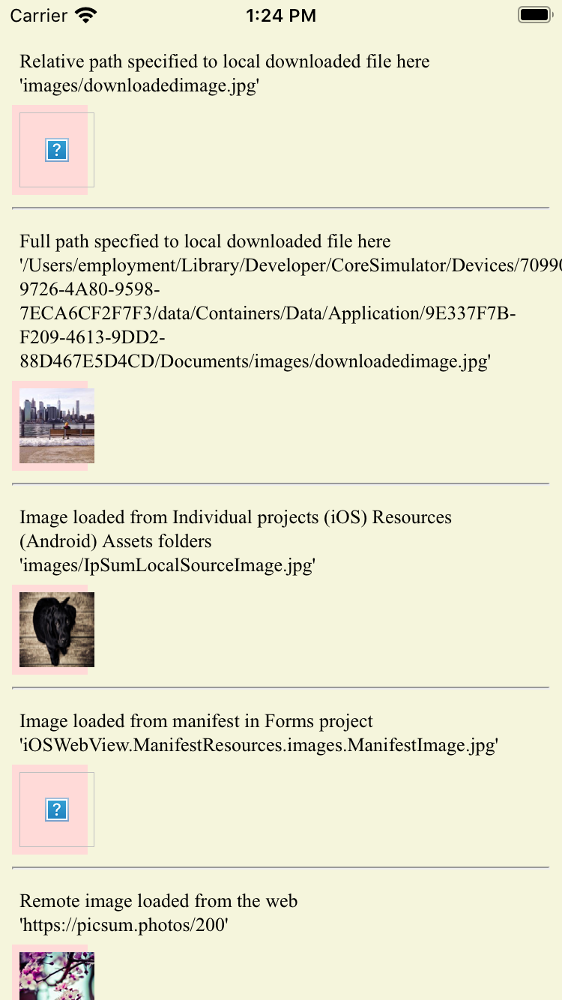 Carrier 1:24 PM
Relative path specified to local downloaded file here
'images/downloadedimage.jpg'
?
Full path specfied to local downloaded file here
'/Users/employment/Library/Developer/CoreSimulator/Devices/7099
9726-4A80-9598-
7ECA6CF2F7F3/data/Containers/Data/Application/9E337F7B-
F209-4613-9DD2-
88D467E5D4CD/Documents/images/downloadedimage.jpg'
Image loaded from Individual projects (iOS) Resources
(Android) Assets folders
'images/IpSumLocalSourceImage.jpg'
Image loaded from manifest in Forms project
'iOSWebView.ManifestResources.images.ManifestImage.jpg'
?
Remote image loaded from the web
'https://picsum.photos/200'